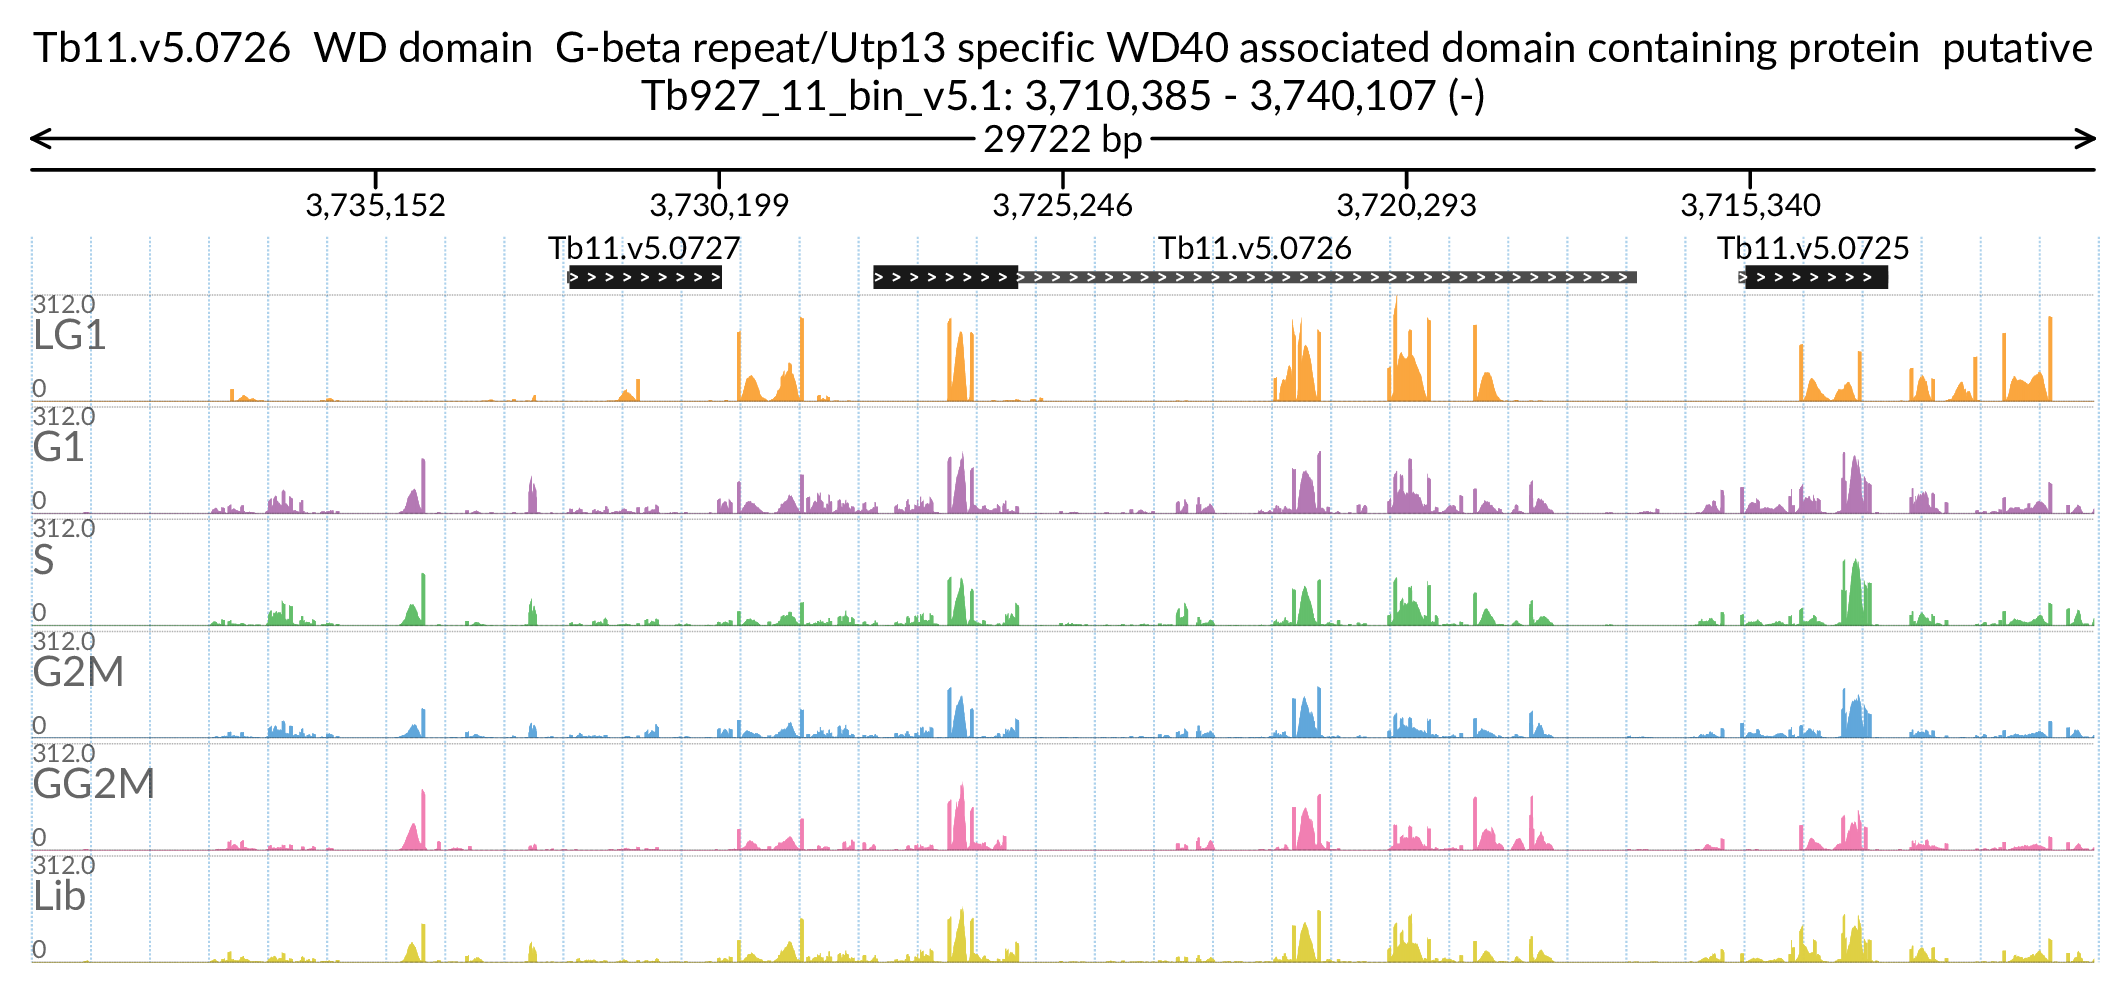 Tb11.v5.0726  WD domain  G-beta repeat/Utp13 specific WD40 associated domain containing protein  putative
Tb927_11_bin_v5.1: 3,710,385 - 3,740,107 (-)
29722 bp
3,735,152 3,730,199 3,725,246 3,720,293 3,715,340
Tb11.v5.0727 Tb11.v5.0726 Tb11.v5.0725
312.0
LG1
0
312.0
G1
0
312.0
S
0
312.0
G2M
0
312.0
GG2M
0
312.0
Lib
0